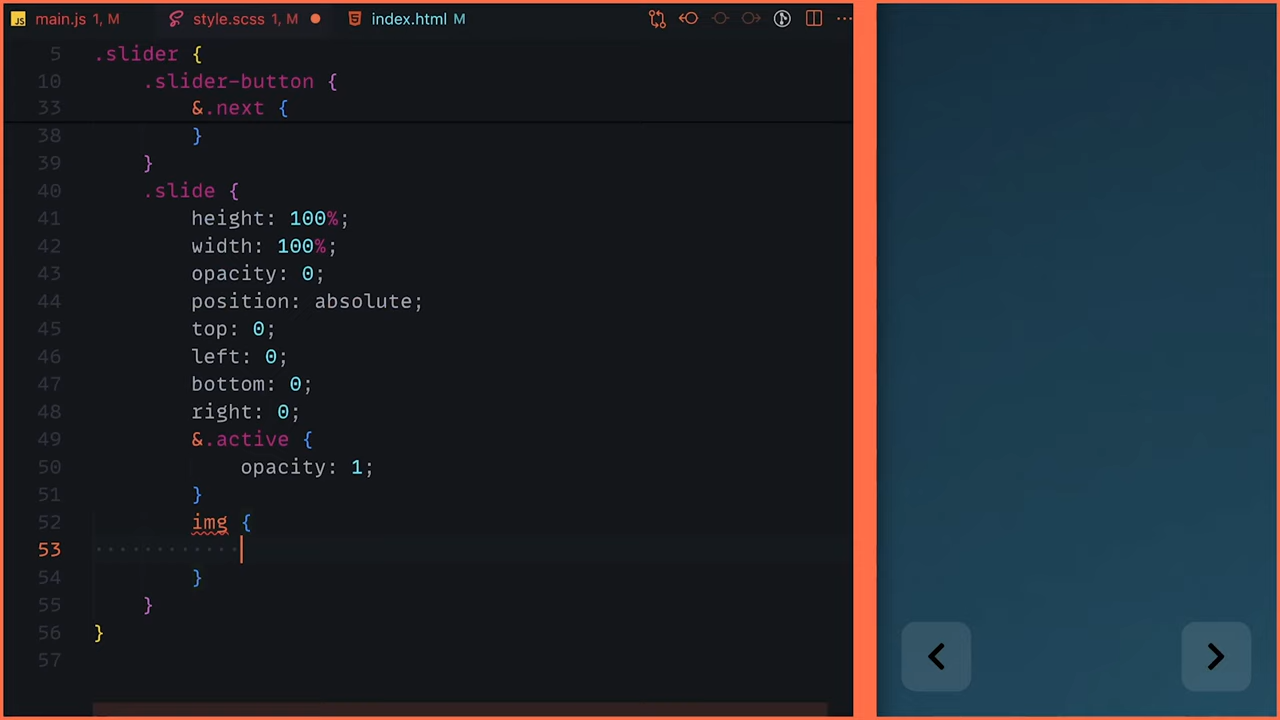 main.js 1, M
style.scss 1, M
index.html M
5 .slider {
10 .slider-button {
33 &.next {
38 }
39 }
40 .slide {
41 height: 100%;
42 width: 100%;
43 opacity: 0;
44 position: absolute;
45 top: 0;
46 left: 0;
47 bottom: 0;
48 right: 0;
49 &.active {
50 opacity: 1;
51 }
52 img {
53
54 }
55 }
56 }
57